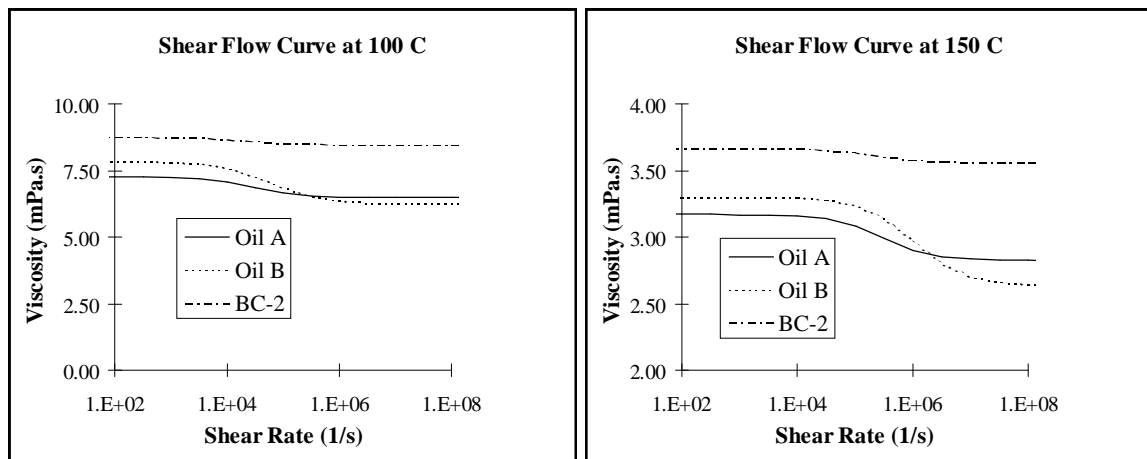 Shear Flow Curve at 100 C
10.00
7.50
5.00
2.50
0.00
Viscosity (mPa.s)
Oil A
Oil B
BC-2
1.E+02 1.E+04 1.E+06 1.E+08
Shear Rate (1/s)
Shear Flow Curve at 150 C
4.00
3.50
3.00
2.50
2.00
Viscosity (mPa.s)
Oil A
Oil B
BC-2
1.E+02 1.E+04 1.E+06 1.E+08
Shear Rate (1/s)